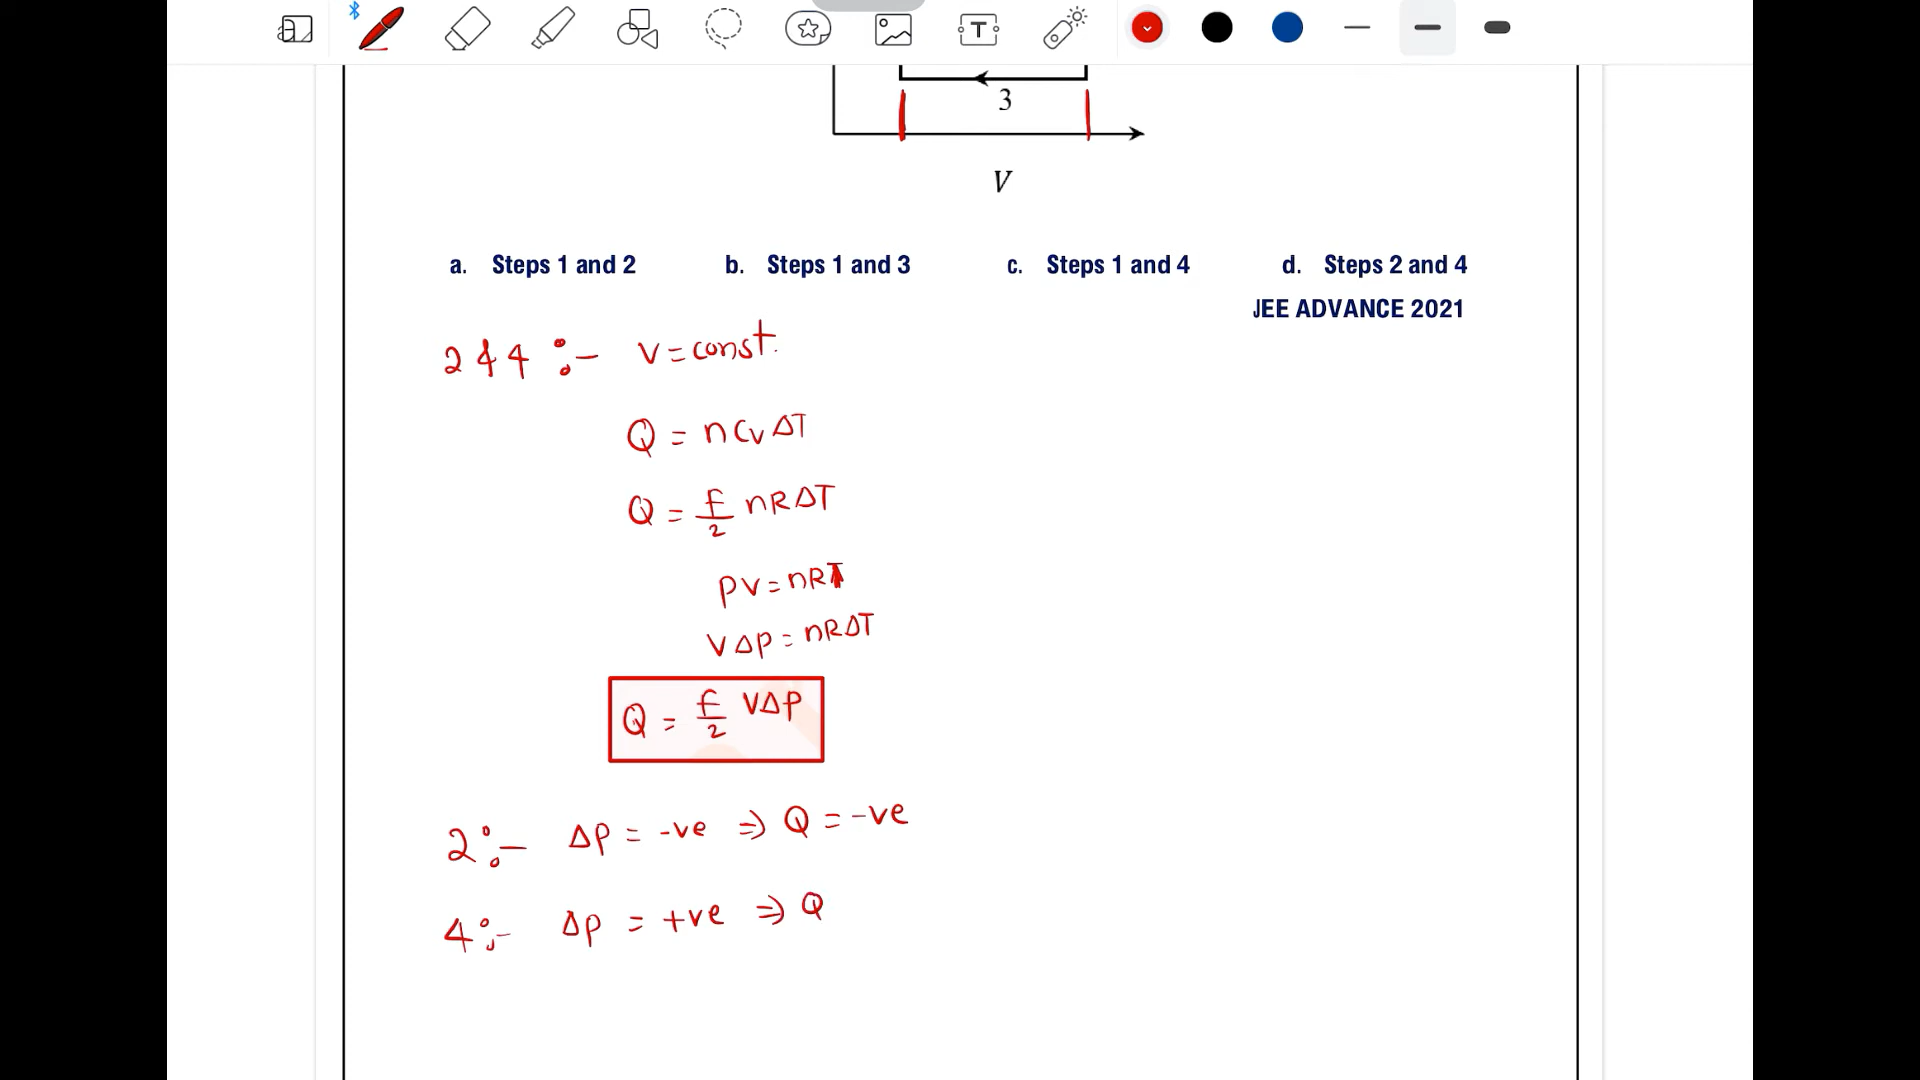 3
V
a. Steps 1 and 2 b. Steps 1 and 3 c. Steps 1 and 4 d. Steps 2 and 4
JEE ADVANCE 2021
2 & 4 :- V = const.
Q = nCvΔT
Q = f/2 nRΔT
PV = nRT
VΔP = nRΔT
Q = f/2 VΔP
2 :- ΔP = -ve ⇒ Q = -ve
4 :- ΔP = +ve ⇒ Q